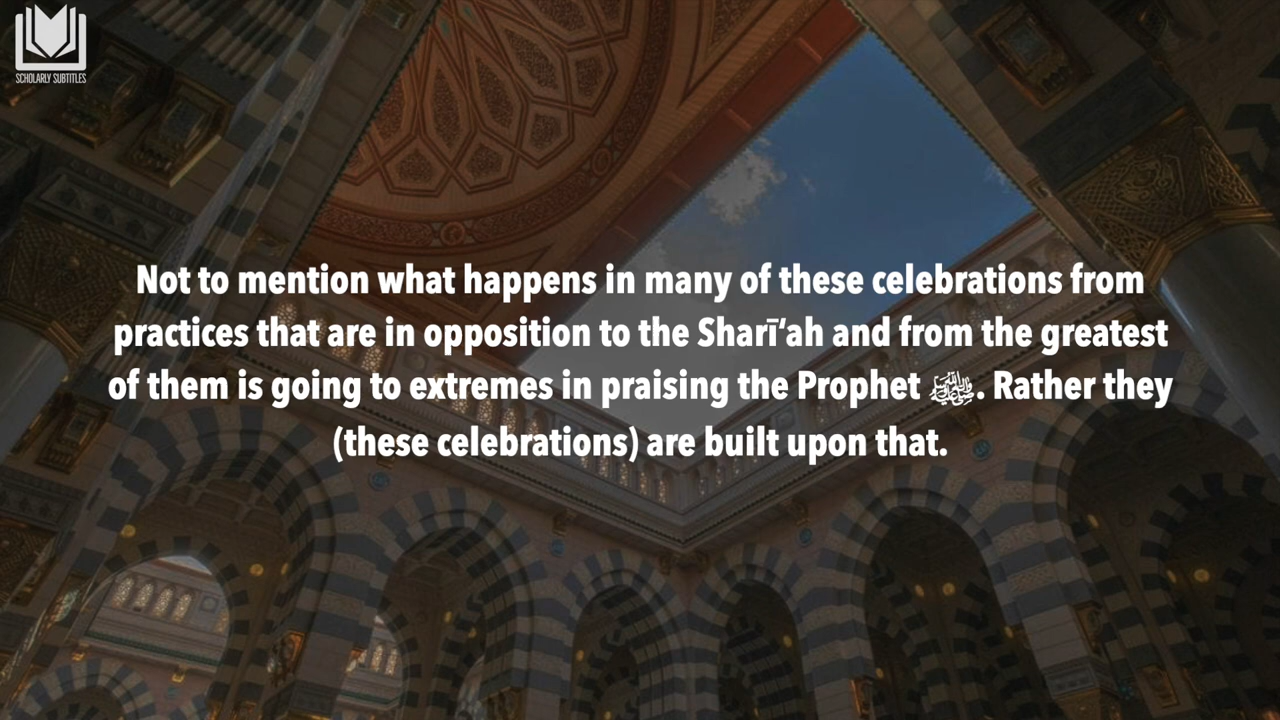 SCHOLARLY SUBTITLES
Not to mention what happens in many of these celebrations from
practices that are in opposition to the Sharī‘ah and from the greatest
of them is going to extremes in praising the Prophet ﷺ. Rather they
(these celebrations) are built upon that.